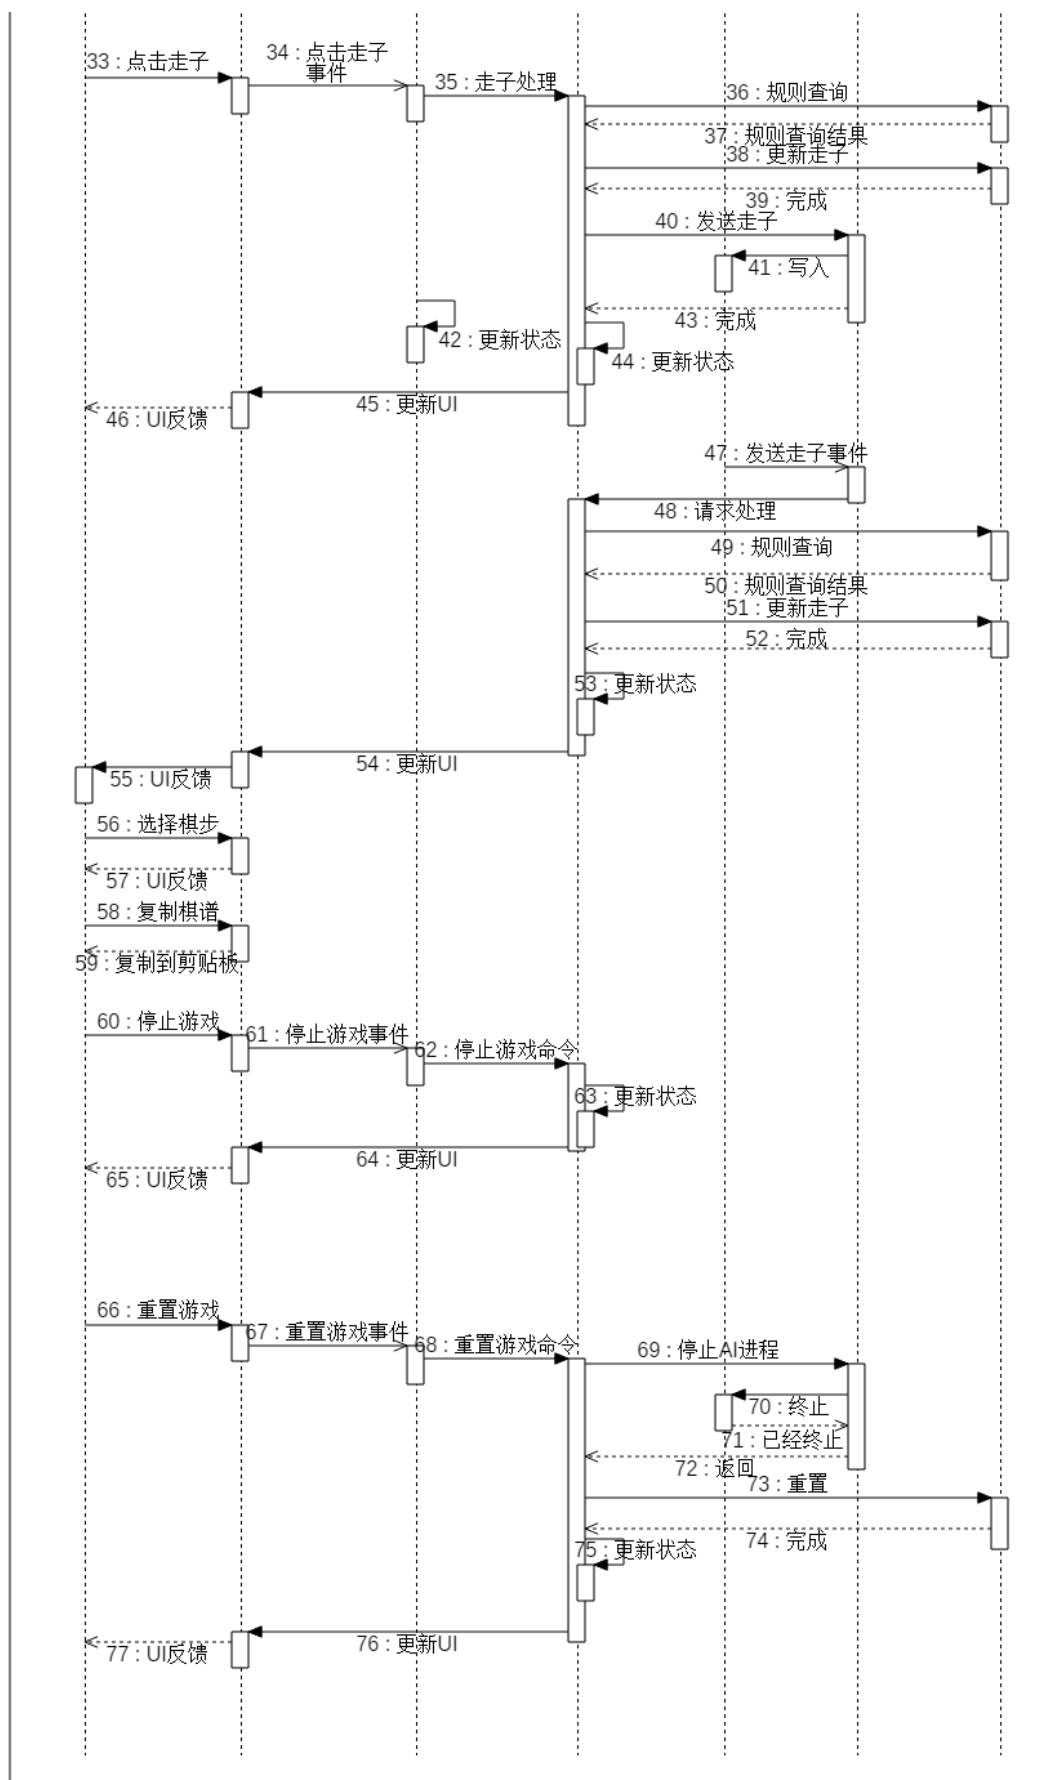 33 : 点击走子
34 : 点击走子
事件
35 : 走子处理
36 : 规则查询
37 : 规则查询结果
38 : 更新走子
39 : 完成
40 : 发送走子
41 : 写入
43 : 完成
42 : 更新状态
44 : 更新状态
45 : 更新UI
46 : UI反馈
47 : 发送走子事件
48 : 请求处理
49 : 规则查询
50 : 规则查询结果
51 : 更新走子
52 : 完成
53 : 更新状态
54 : 更新UI
55 : UI反馈
56 : 选择棋步
57 : UI反馈
58 : 复制棋谱
59 : 复制到剪贴板
60 : 停止游戏
61 : 停止游戏事件
62 : 停止游戏命令
63 : 更新状态
64 : 更新UI
65 : UI反馈
66 : 重置游戏
67 : 重置游戏事件
68 : 重置游戏命令
69 : 停止AI进程
70 : 终止
71 : 已经终止
72 : 返回
73 : 重置
74 : 完成
75 : 更新状态
76 : 更新UI
77 : UI反馈